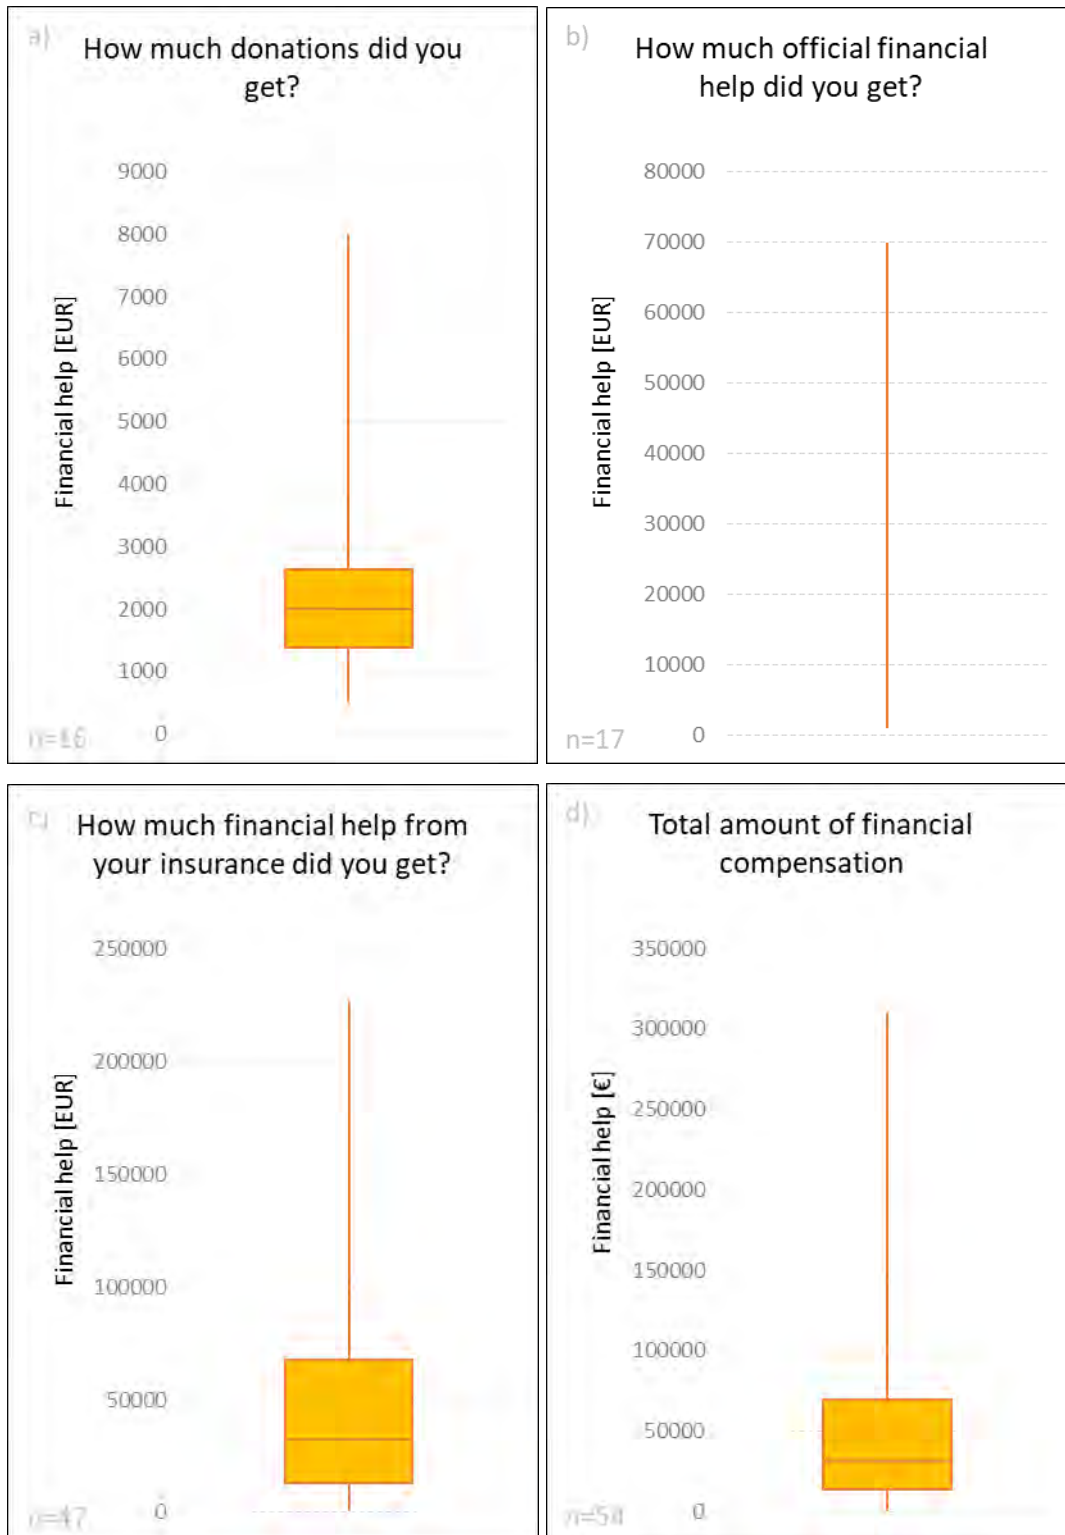 a)
How much donations did you
get?
Financial help [EUR]
9000
8000
7000
6000
5000
4000
3000
2000
1000
0
n=16
b)
How much official financial
help did you get?
Financial help [EUR]
80000
70000
60000
50000
40000
30000
20000
10000
0
n=17
c)
How much financial help from
your insurance did you get?
Financial help [EUR]
250000
200000
150000
100000
50000
0
n=47
d)
Total amount of financial
compensation
Financial help [€]
350000
300000
250000
200000
150000
100000
50000
0
n=54